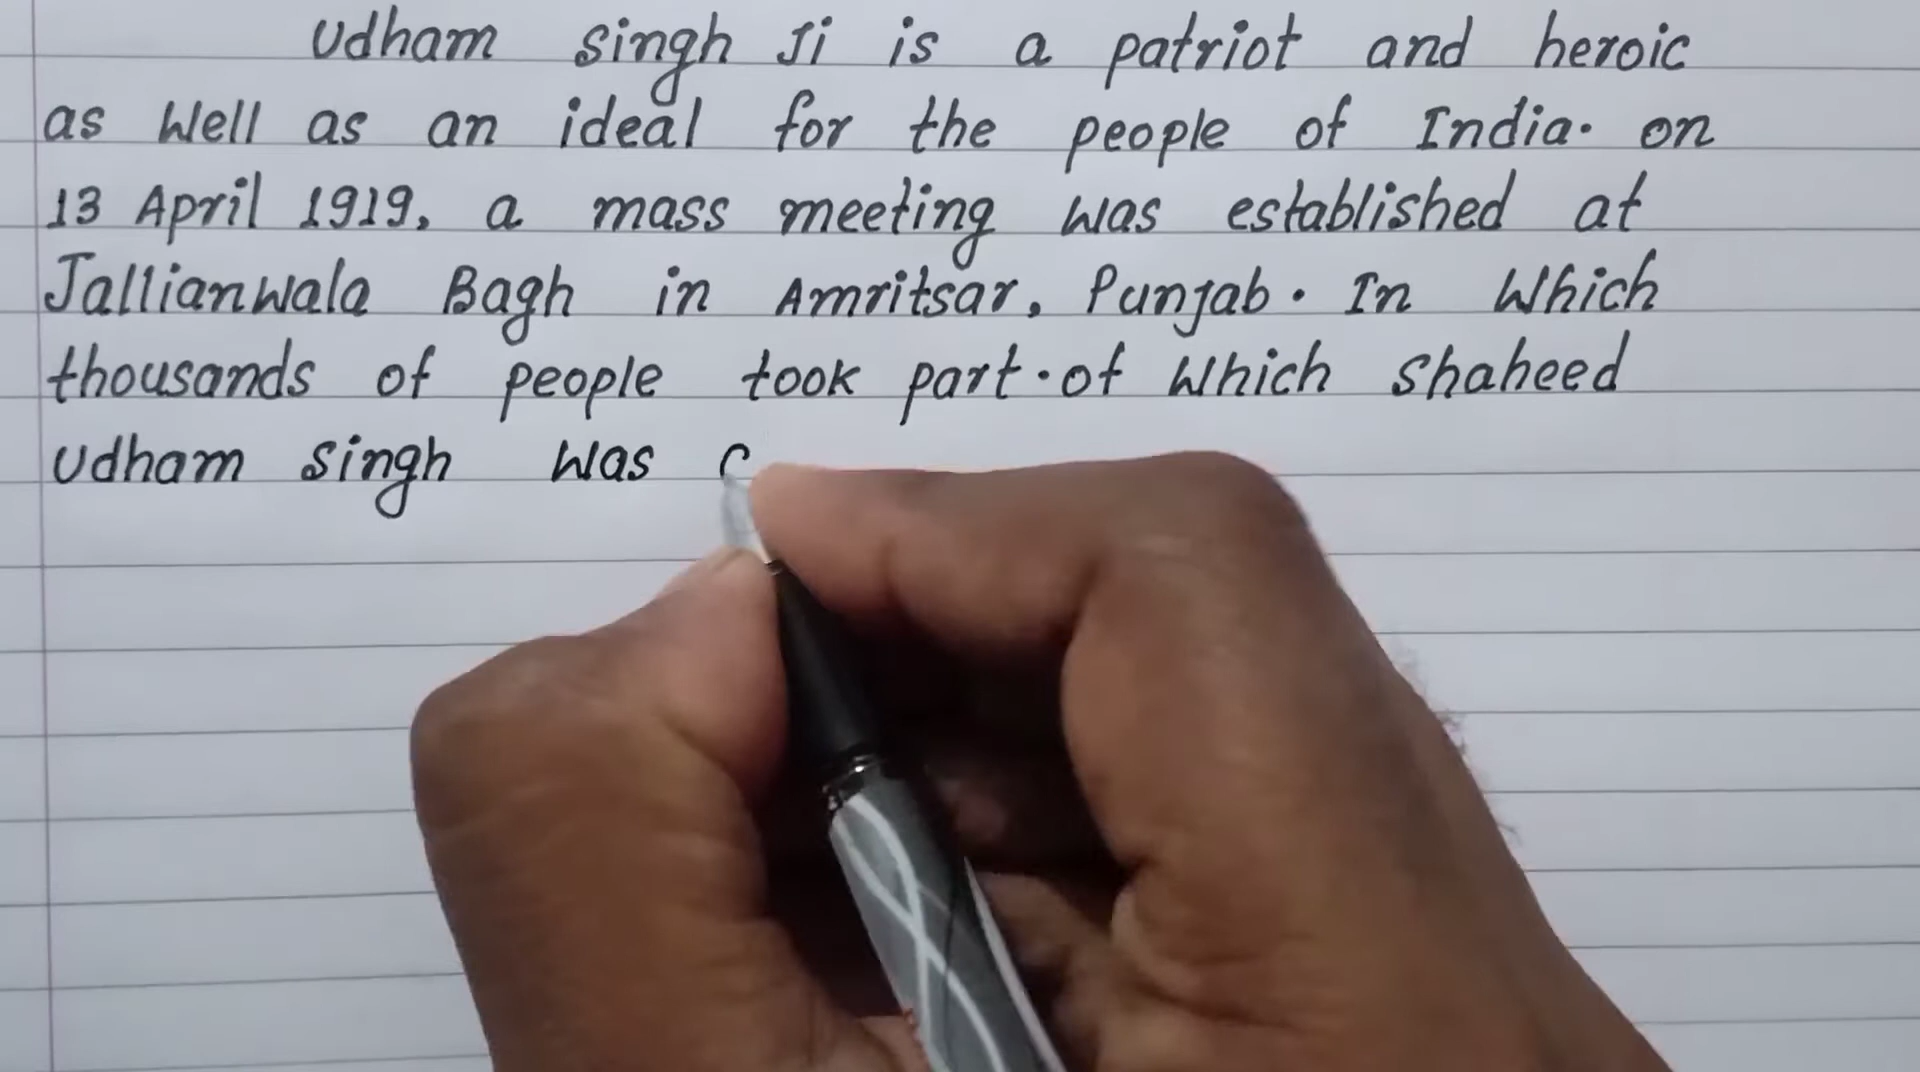 Udham singh Ji is a patriot and heroic
as Well as an ideal for the people of India. on
13 April 1919, a mass meeting was established at
Jallianwala Bagh in Amritsar, Punjab. In Which
thousands of people took part. of Which shaheed
Udham singh was